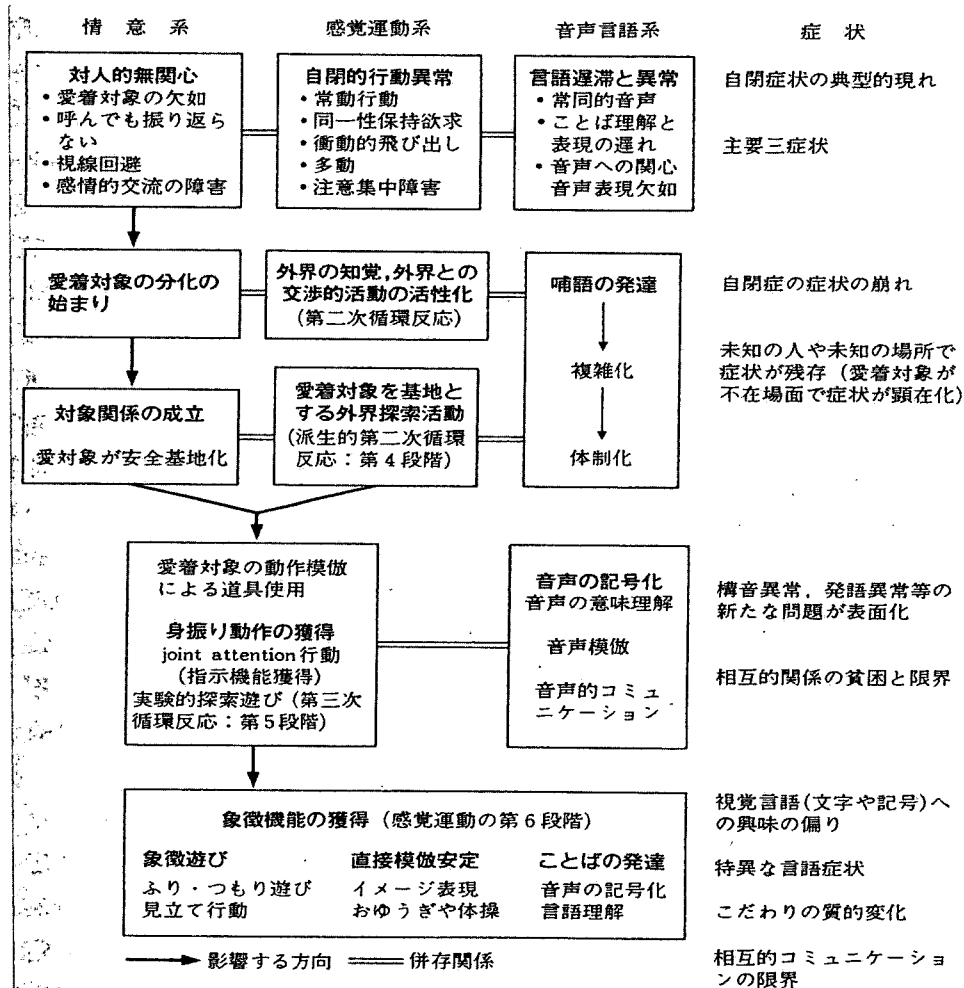 情意系
感覚運動系
音声言語系
症状
対人的無関心
・愛着対象の欠如
・呼んでも振り返ら
ない
・視線回避
・感情的交流の障害
自閉的行動異常
・常動行動
・同一性保持欲求
・衝動的飛び出し
・多動
・注意集中障害
言語遅滞と異常
・常同的音声
・ことば理解と
表現の遅れ
・音声への関心
音声表現欠如
自閉症状の典型的現れ
主要三症状
愛着対象の分化の
始まり
外界の知覚,外界との
交渉的活動の活性化
(第二次循環反応)
哺語の発達
複雑化
体制化
自閉症の症状の崩れ
未知の人や未知の場所で
症状が残存(愛着対象が
不在場面で症状が顕在化)
対象関係の成立
愛対象が安全基地化
愛着対象を基地と
する外界探索活動
(派生的第二次循環
反応:第4段階)
愛着対象の動作模倣
による道具使用
身振り動作の獲得
joint attention行動
(指示機能獲得)
実験的探索遊び(第三次
循環反応:第5段階)
音声の記号化
音声の意味理解
音声模倣
音声的コミュ
ニケーション
構音異常,発語異常等の
新たな問題が表面化
相互的関係の貧困と限界
象徴機能の獲得(感覚運動の第6段階)
象徴遊び
ふり・つもり遊び
見立て行動
直接模倣安定
イメージ表現
おゆうぎや体操
ことばの発達
音声の記号化
言語理解
視覚言語(文字や記号)へ
の興味の偏り
特異な言語症状
こだわりの質的変化
相互的コミュニケーショ
ンの限界
影響する方向
併存関係